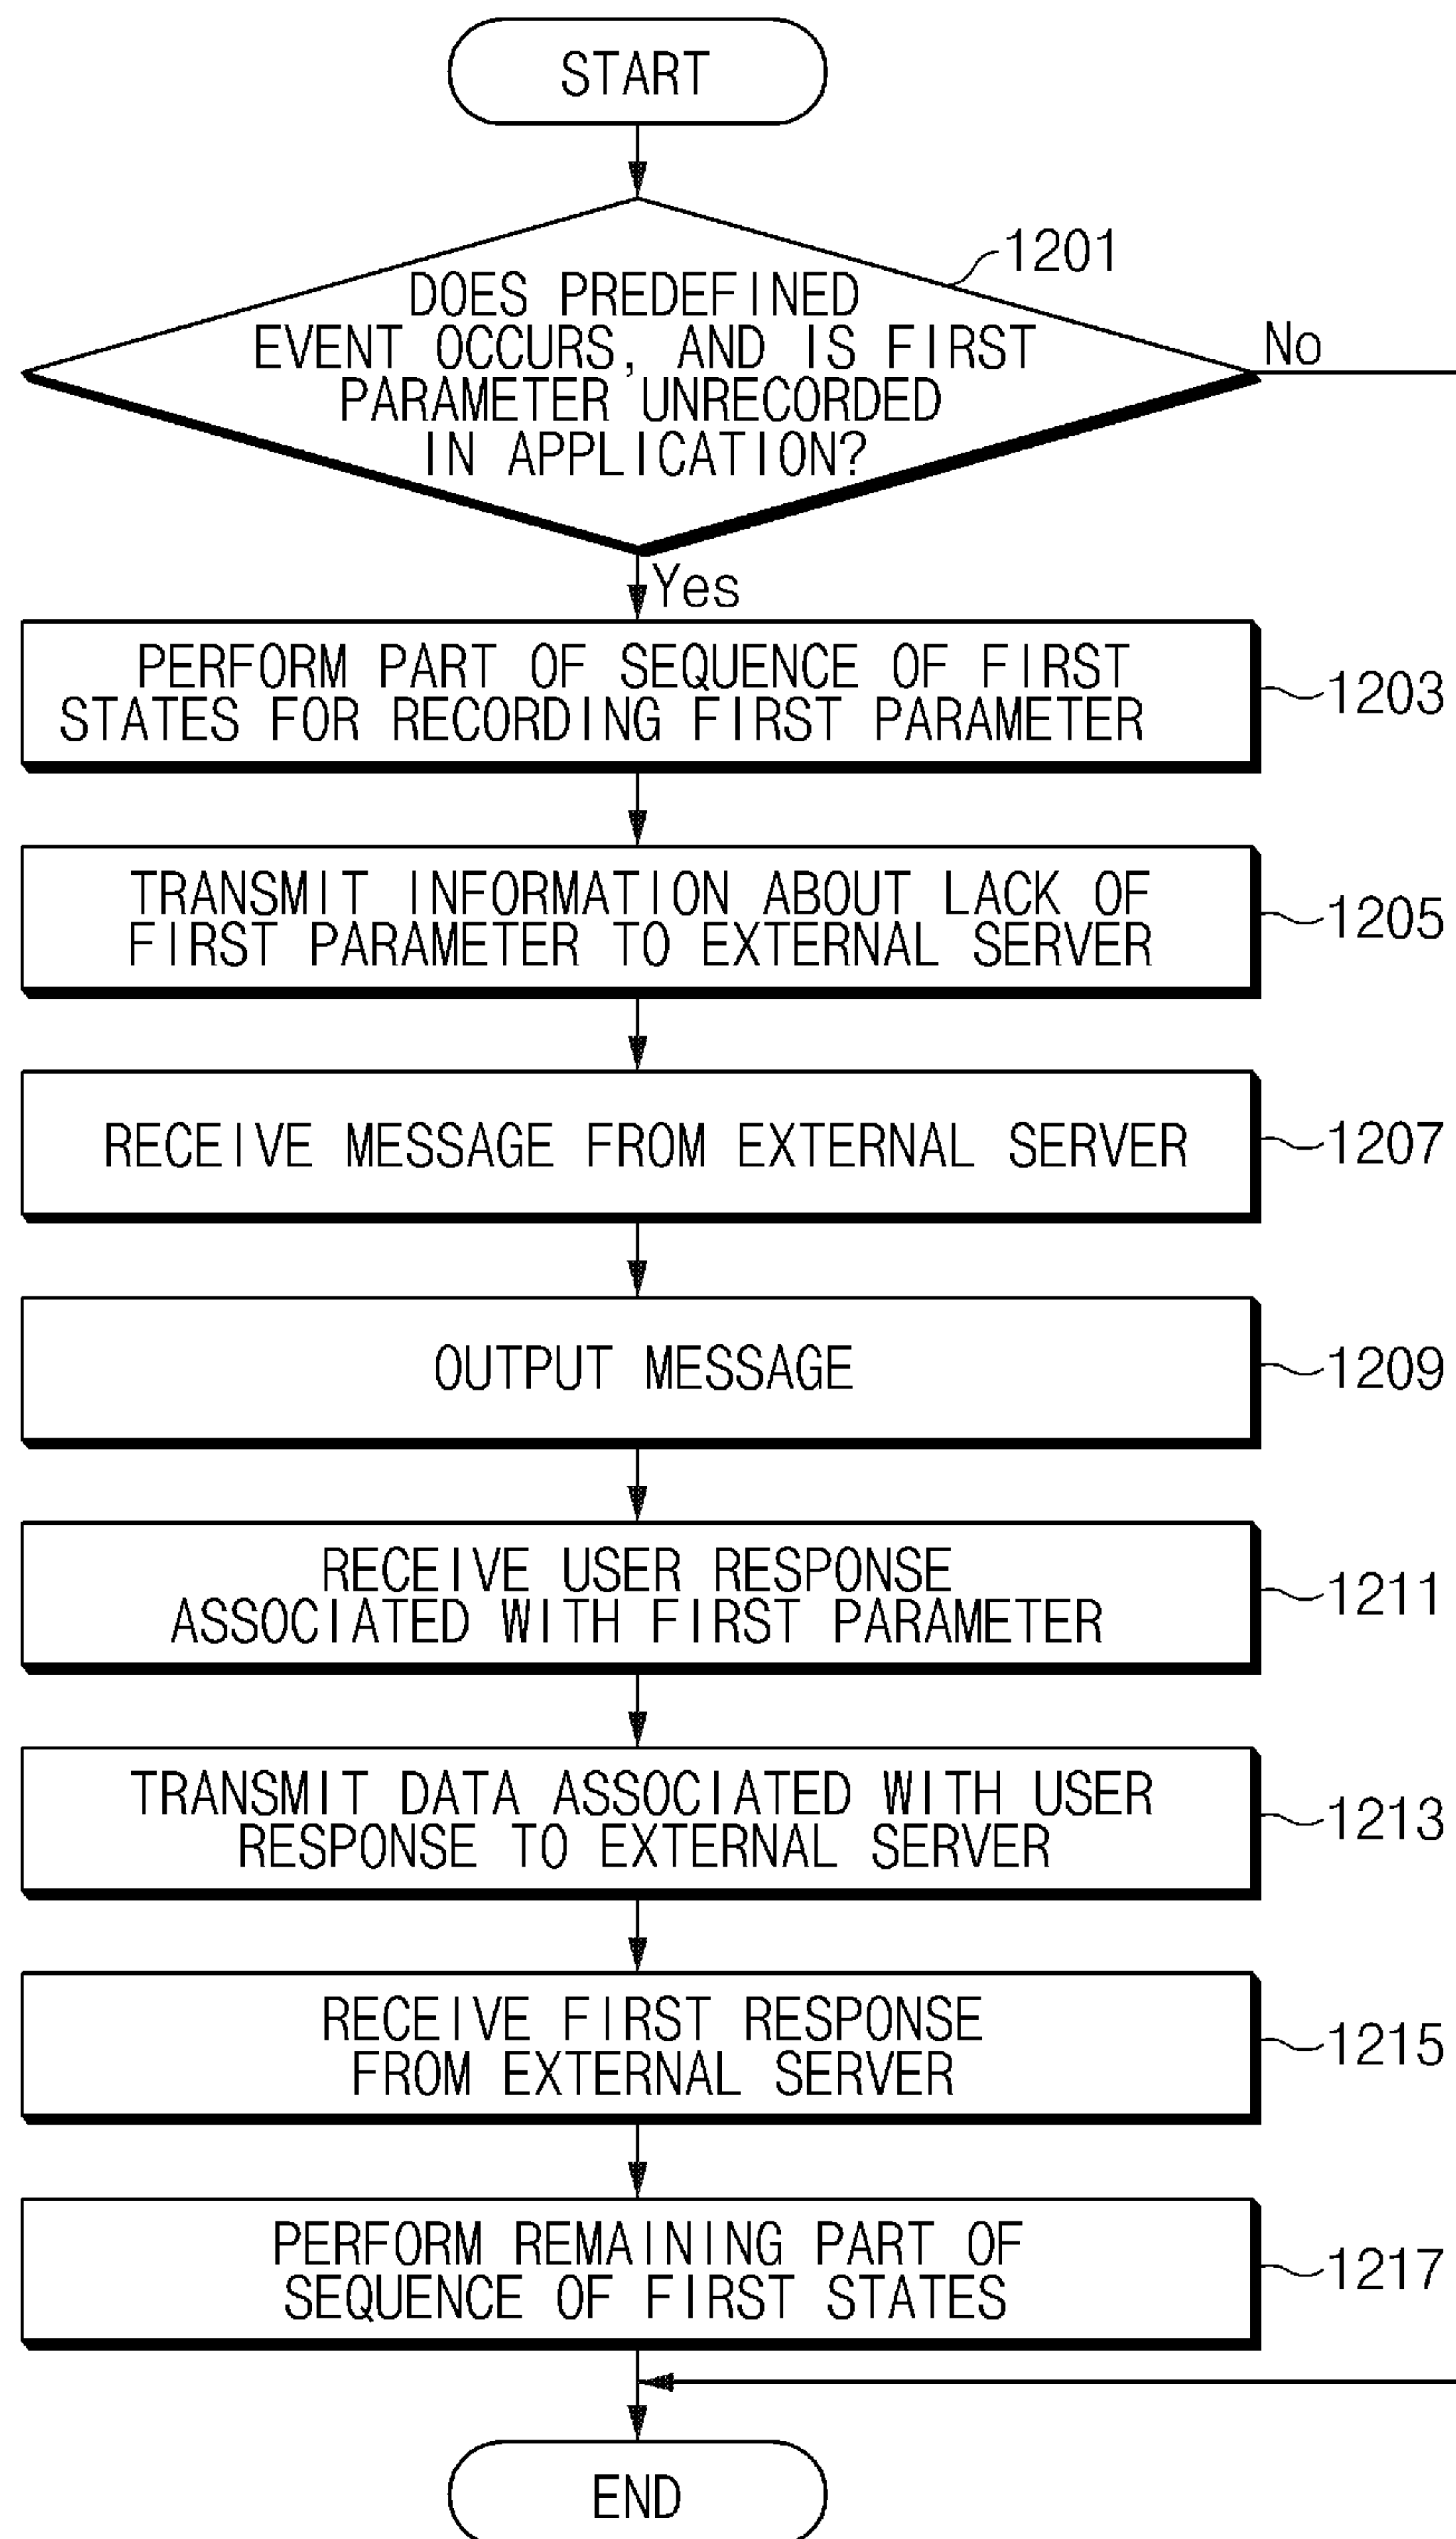 START
1201
DOES PREDEFINED
EVENT OCCURS, AND IS FIRST
PARAMETER UNRECORDED
IN APPLICATION?
No
Yes
PERFORM PART OF SEQUENCE OF FIRST
STATES FOR RECORDING FIRST PARAMETER
1203
TRANSMIT INFORMATION ABOUT LACK OF
FIRST PARAMETER TO EXTERNAL SERVER
1205
RECEIVE MESSAGE FROM EXTERNAL SERVER
1207
OUTPUT MESSAGE
1209
RECEIVE USER RESPONSE
ASSOCIATED WITH FIRST PARAMETER
1211
TRANSMIT DATA ASSOCIATED WITH USER
RESPONSE TO EXTERNAL SERVER
1213
RECEIVE FIRST RESPONSE
FROM EXTERNAL SERVER
1215
PERFORM REMAINING PART OF
SEQUENCE OF FIRST STATES
1217
END